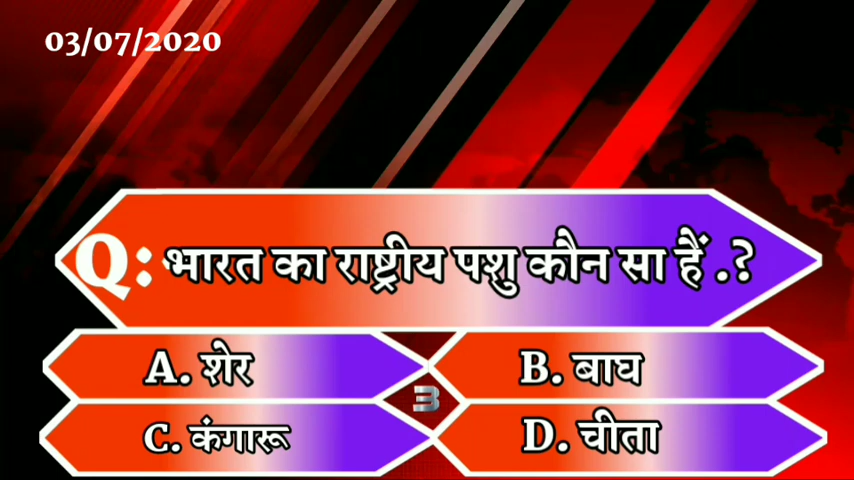 03/07/2020
Q: भारत का राष्ट्रीय पशु कौन सा हैं .?
A. शेर
B. बाघ
3
C. कंगारू
D. चीता